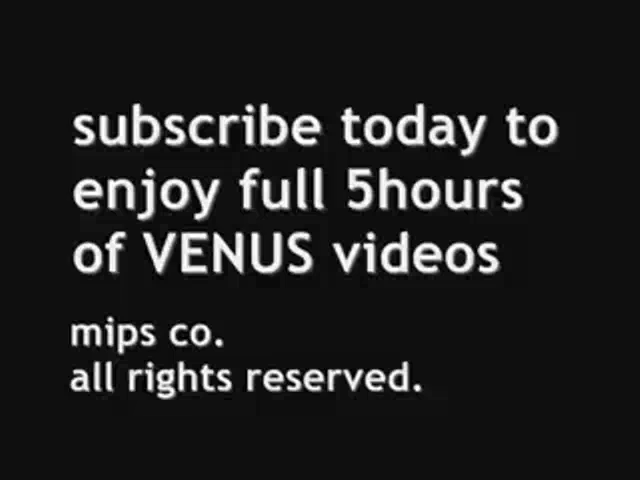 subscribe today to
enjoy full 5hours
of VENUS videos
mips co.
all rights reserved.